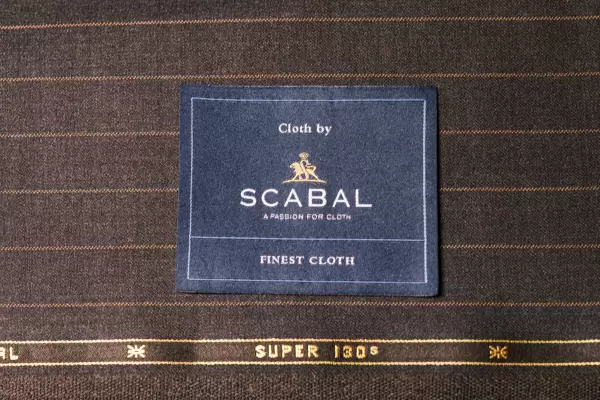 Cloth by
SCABAL
A PASSION FOR CLOTH
FINEST CLOTH
SUPER 130s